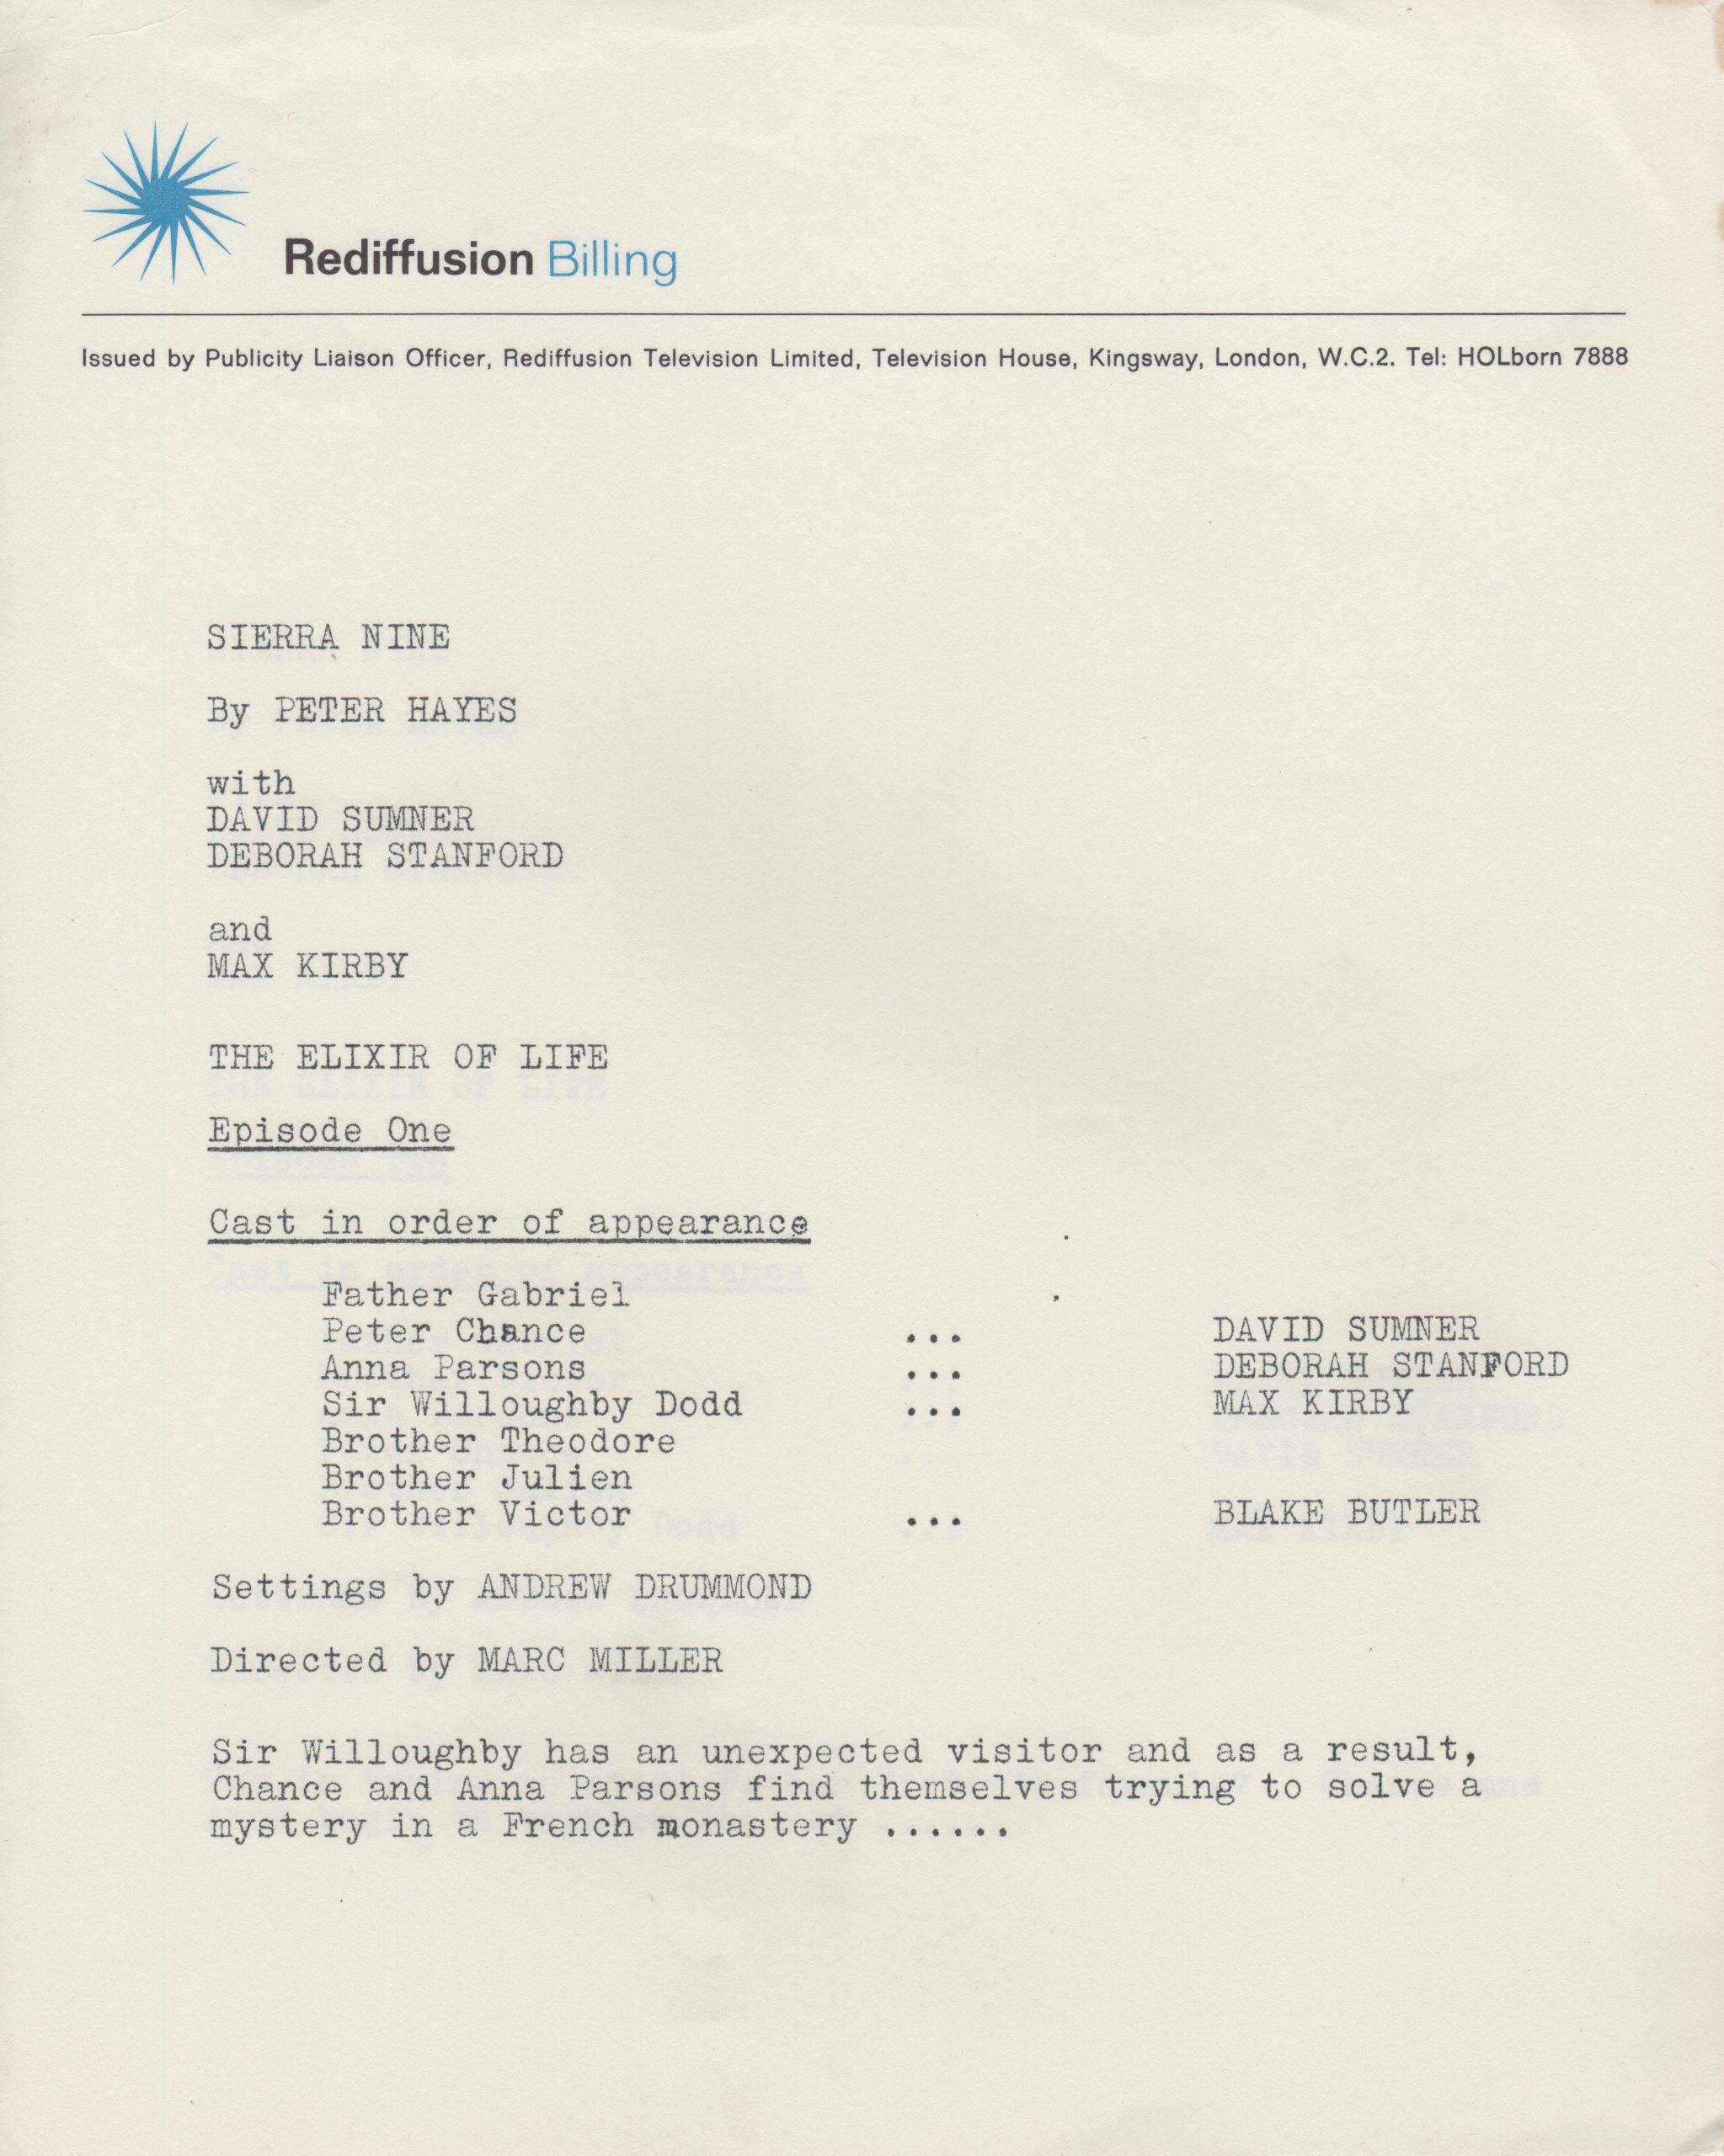 Rediffusion Billing
Issued by Publicity Liaison Officer, Rediffusion Television Limited, Television House, Kingsway, London, W.C.2. Tel: HOLborn 7888
SIERRA NINE
By PETER HAYES
with
DAVID SUMNER
DEBORAH STANFORD
and
MAX KIRBY
THE ELIXIR OF LIFE
Episode One
Cast in order of appearance
Father Gabriel
Peter Chance ... DAVID SUMNER
Anna Parsons ... DEBORAH STANFORD
Sir Willoughby Dodd ... MAX KIRBY
Brother Theodore
Brother Julien
Brother Victor ... BLAKE BUTLER
Settings by ANDREW DRUMMOND
Directed by MARC MILLER
Sir Willoughby has an unexpected visitor and as a result,
Chance and Anna Parsons find themselves trying to solve a
mystery in a French monastery ......